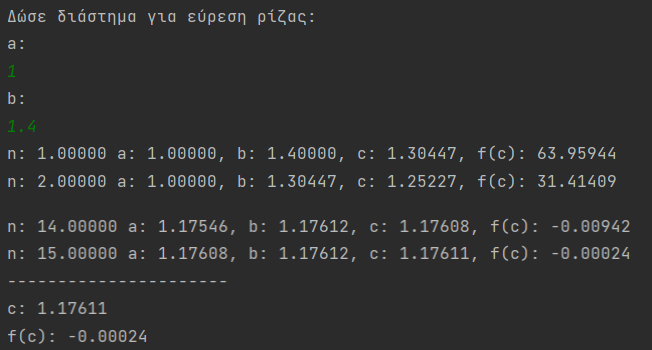 Δώσε διάστημα για εύρεση ρίζας:
a:
1
b:
1.4
n: 1.00000 a: 1.00000, b: 1.40000, c: 1.30447, f(c): 63.95944
n: 2.00000 a: 1.00000, b: 1.30447, c: 1.25227, f(c): 31.41409
n: 14.00000 a: 1.17546, b: 1.17612, c: 1.17608, f(c): -0.00942
n: 15.00000 a: 1.17608, b: 1.17612, c: 1.17611, f(c): -0.00024
----------------------
c: 1.17611
f(c): -0.00024